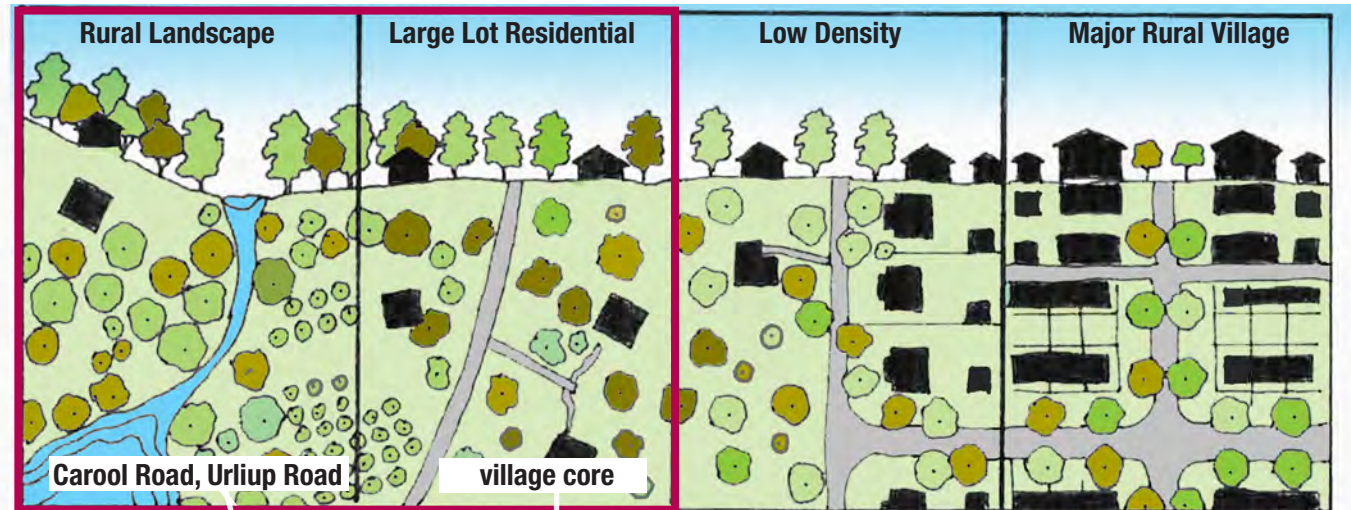 Rural Landscape
Large Lot Residential
Low Density
Major Rural Village
Carool Road, Urliup Road
village core